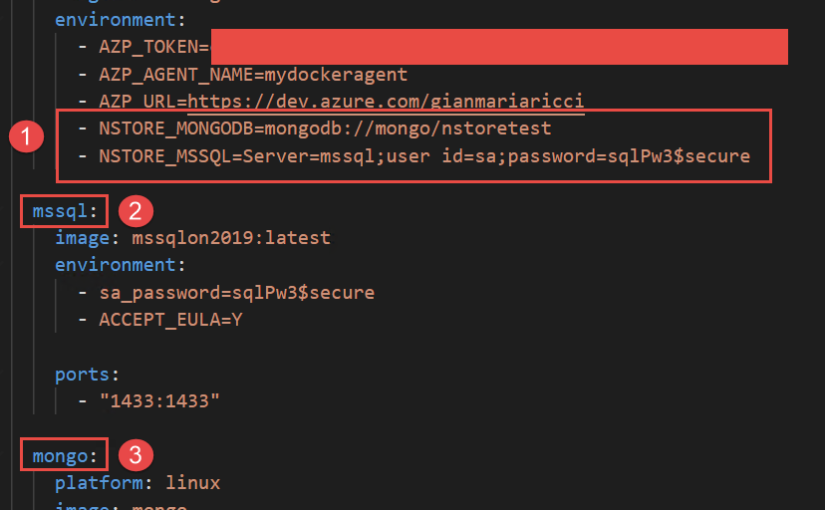 environment:
- AZP_TOKEN=
- AZP_AGENT_NAME=mydockeragent
- AZP_URL=https://dev.azure.com/gianmariaricci
1
- NSTORE_MONGODB=mongodb://mongo/nstoretest
- NSTORE_MSSQL=Server=mssql;user id=sa;password=sqlPw3$secure
mssql: 2
image: mssqlon2019:latest
environment:
- sa_password=sqlPw3$secure
- ACCEPT_EULA=Y
ports:
- "1433:1433"
mongo: 3
platform: linux
image: mongo